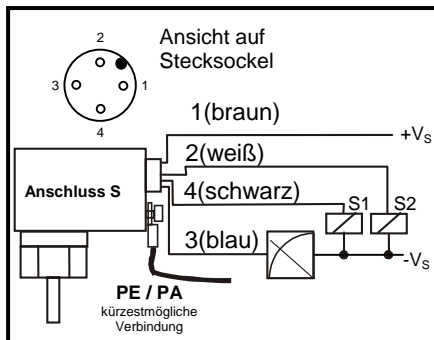 Ansicht auf
Stecksockel
2
3
1
4
1(braun)
+VS
2(weiß)
Anschluss S
4(schwarz)
S1
S2
3(blau)
-VS
PE / PA
kürzestmögliche
Verbindung